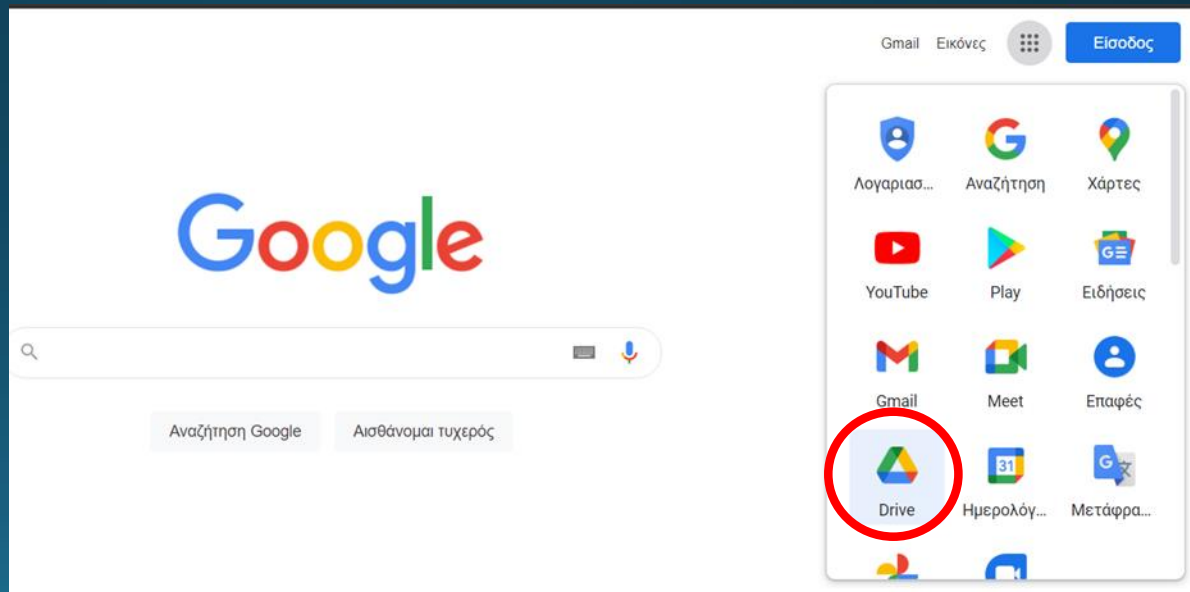 Gmail Εικόνες Είσοδος
Google
Λογαριασ... Αναζήτηση Χάρτες
YouTube Play Ειδήσεις
Gmail Meet Επαφές
Αναζήτηση Google Αισθάνομαι τυχερός
31
Drive Ημερολόγ... Μετάφρα...